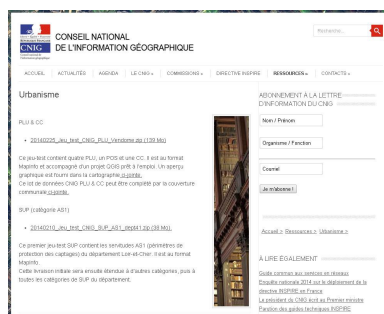 CNIG
CONSEIL NATIONAL
DE L'INFORMATION GÉOGRAPHIQUE
Recherche...
ACCUEIL ACTUALITÉS AGENDA LE CNIG » COMMISSIONS » DIRECTIVE INSPIRE RESSOURCES » CONTACTS »
Urbanisme
PLU & CC
20140225_Jeu_test_CNIG_PLU_Vendome.zip (139 Mo)
Ce jeu-test contient quatre PLU, un POS et une CC. Il est au format
Mapinfo et accompagné d'un projet QGIS prêt à l'emploi. Un aperçu
graphique est fourni dans la cartographie ci-jointe.
Ce lot de données CNIG PLU & CC peut être complété par la couverture
communale ci-jointe.
SUP (catégorie AS1)
20140210_Jeu_test_CNIG_SUP_AS1_dept41.zip (38 Mo).
Ce premier jeu-test SUP contient les servitudes AS1 (périmètres de
protection des captages) du département Loir-et-Cher. Il est au format
Mapinfo.
Cette livraison initiale sera ensuite étendue à d'autres catégories, puis à
toutes les catégories de SUP du département.
ABONNEMENT À LA LETTRE
D'INFORMATION DU CNIG
Nom / Prénom
Organisme / Fonction
Courriel
Je m'abonne !
Accueil > Ressources > Urbanisme >
À LIRE ÉGALEMENT
Guide commun aux services en réseaux
Enquête nationale 2014 sur le déploiement de la
directive INSPIRE en France
Le président du CNIG écrit au Premier ministre
Parution des guides techniques INSPIRE